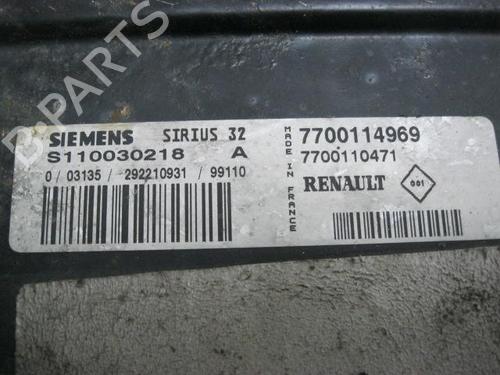 B-PARTS
SIEMENS SIRIUS 32
S110030218 A
0 / 03135 / 292210931 / 99110
MADE IN FRANCE
7700114969
7700110471
RENAULT 001